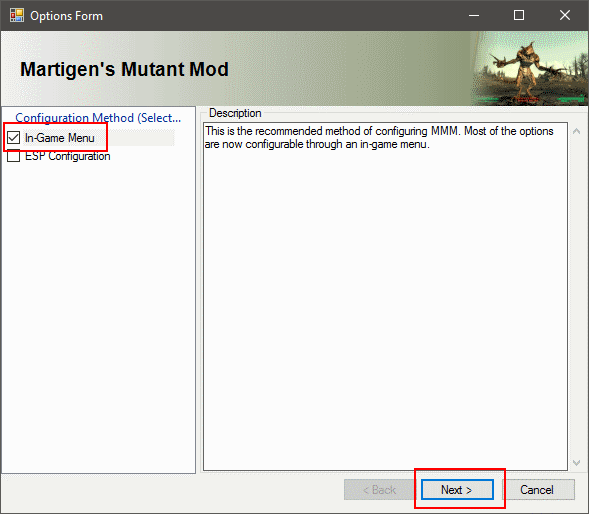 Options Form
Martigen's Mutant Mod
Configuration Method (Select...
In-Game Menu
ESP Configuration
Description
This is the recommended method of configuring MMM. Most of the options
are now configurable through an in-game menu.
< Back
Next >
Cancel